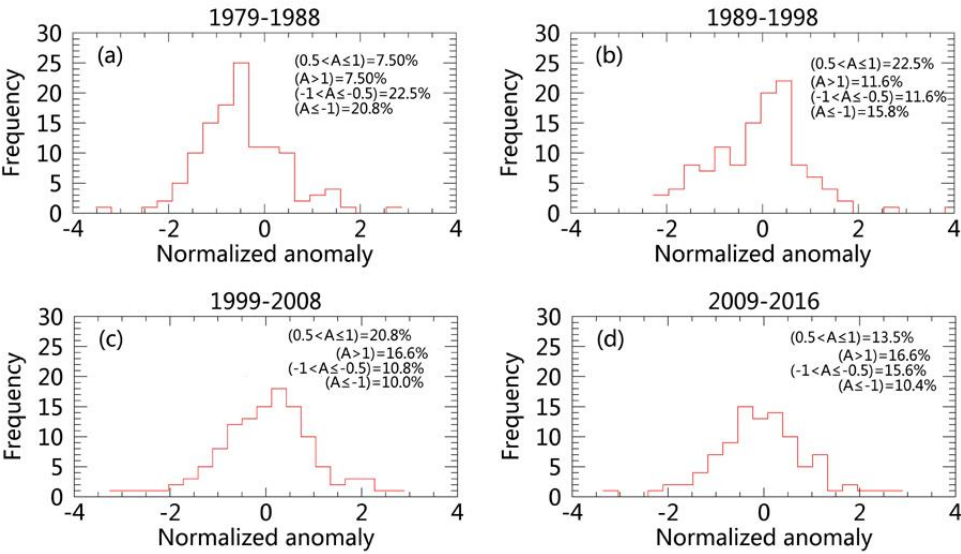 1979-1988
30
25
20
15
10
5
0
Frequency
(a)
(0.5<A≤1)=7.50%
(A>1)=7.50%
(-1<A≤-0.5)=22.5%
(A≤-1)=20.8%
-4 -2 0 2 4
Normalized anomaly
1989-1998
30
25
20
15
10
5
0
Frequency
(b)
(0.5<A≤1)=22.5%
(A>1)=11.6%
(-1<A≤-0.5)=11.6%
(A≤-1)=15.8%
-4 -2 0 2 4
Normalized anomaly
1999-2008
30
25
20
15
10
5
0
Frequency
(c)
(0.5<A≤1)=20.8%
(A>1)=16.6%
(-1<A≤-0.5)=10.8%
(A≤-1)=10.0%
-4 -2 0 2 4
Normalized anomaly
2009-2016
30
25
20
15
10
5
0
Frequency
(d)
(0.5<A≤1)=13.5%
(A>1)=16.6%
(-1<A≤-0.5)=15.6%
(A≤-1)=10.4%
-4 -2 0 2 4
Normalized anomaly